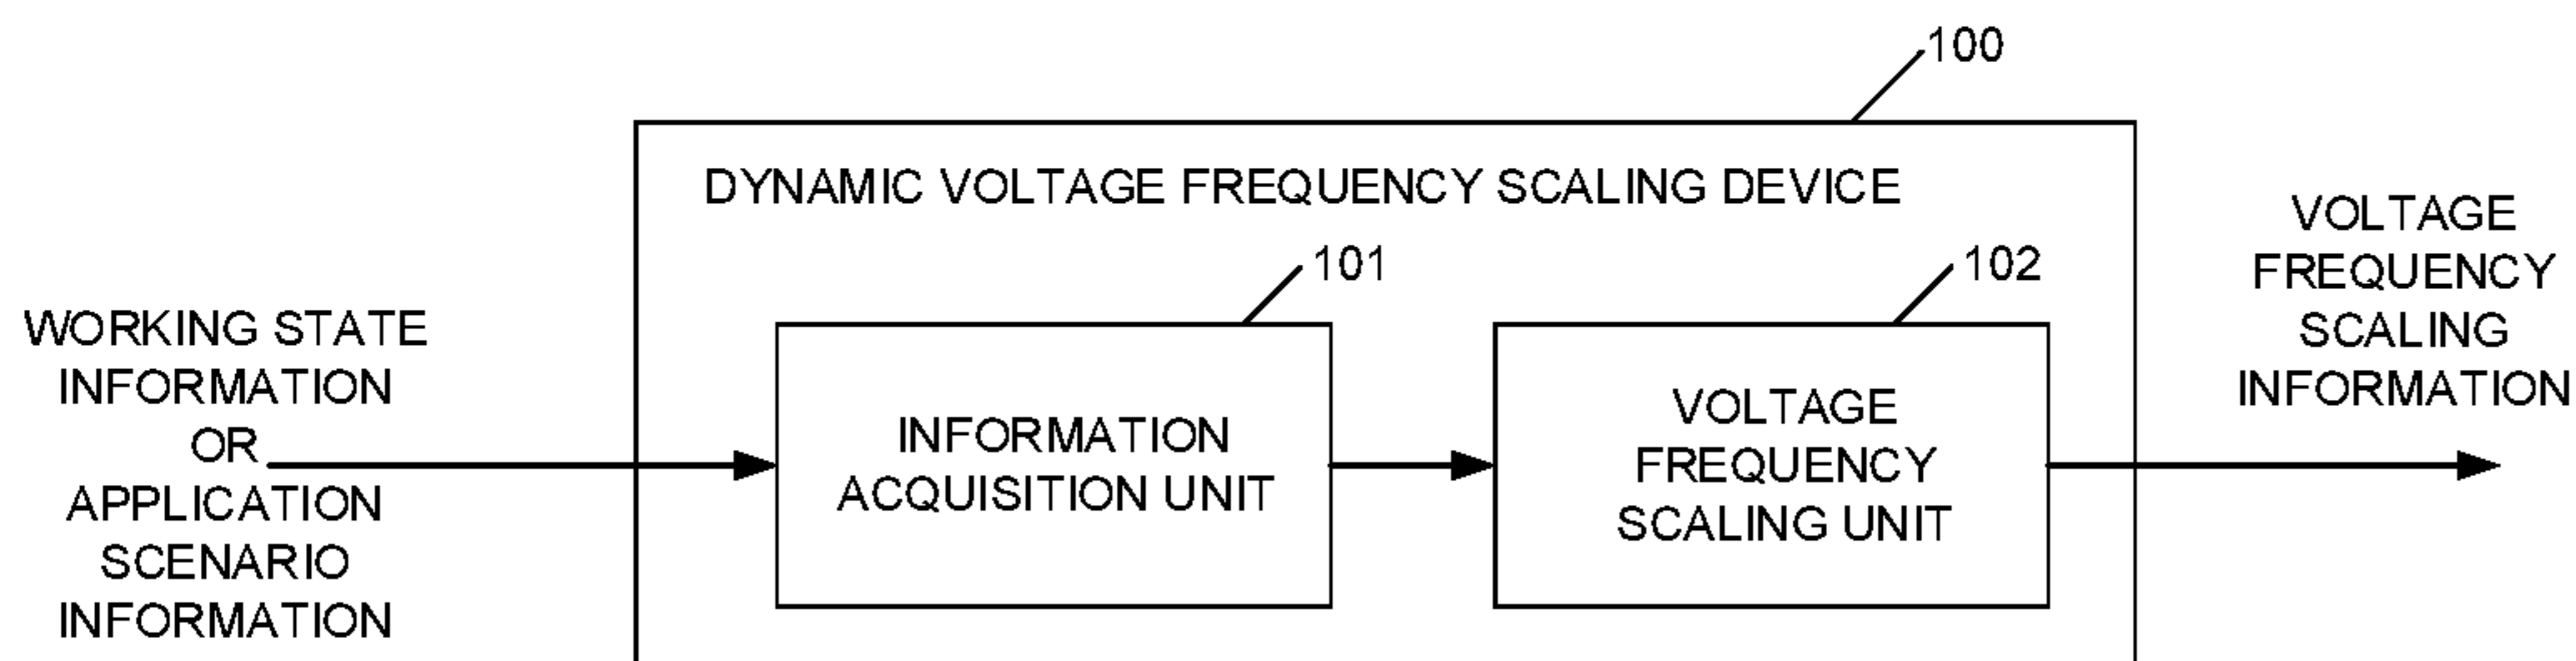 100
DYNAMIC VOLTAGE FREQUENCY SCALING DEVICE
WORKING STATE
INFORMATION
OR
APPLICATION
SCENARIO
INFORMATION
101
INFORMATION
ACQUISITION UNIT
102
VOLTAGE
FREQUENCY
SCALING UNIT
VOLTAGE
FREQUENCY
SCALING
INFORMATION